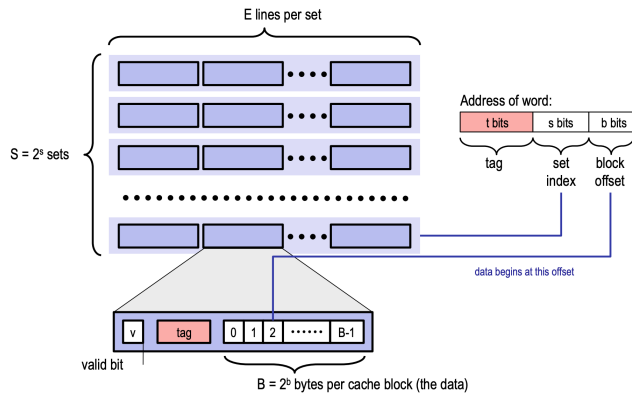 E lines per set
S = 2ˢ sets
Address of word:
t bits s bits b bits
tag set index block offset
data begins at this offset
v tag 0 1 2 B-1
valid bit
B = 2ᵇ bytes per cache block (the data)